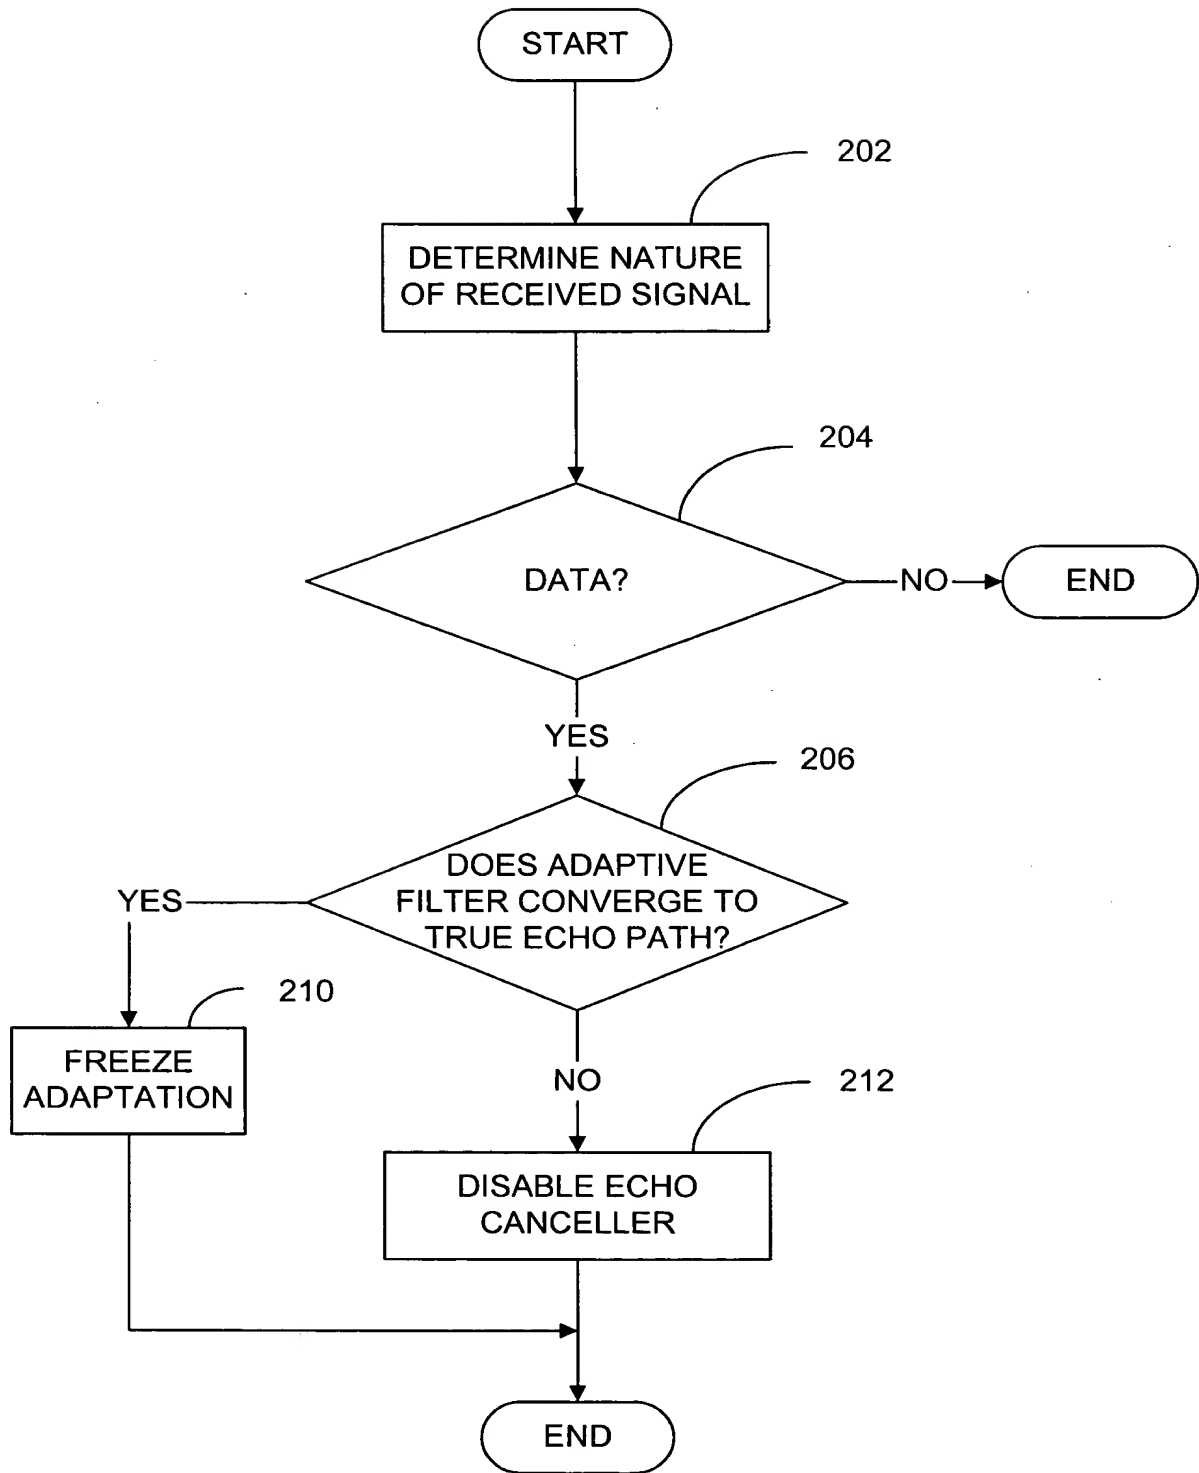 START
202
DETERMINE NATURE
OF RECEIVED SIGNAL
204
DATA?
NO
END
YES
206
DOES ADAPTIVE
FILTER CONVERGE TO
TRUE ECHO PATH?
YES
210
FREEZE
ADAPTATION
NO
212
DISABLE ECHO
CANCELLER
END